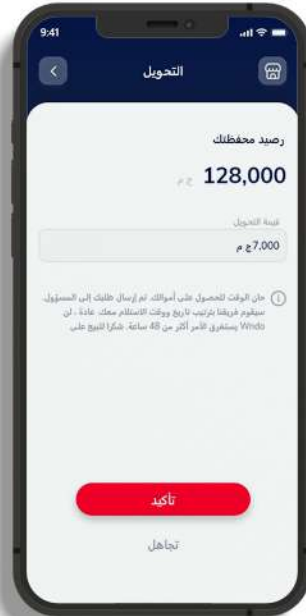 9:41
التحويل
رصيد محفظتك
128,000 ج م
قيمة التحويل
7,000ج م
حان الوقت للحصول على أموالك. تم إرسال طلبك إلى المسؤول.
سيقوم فريقنا بترتيب تاريخ ووقت الاستلام معك. عادة ، لن
يستغرق الأمر أكثر من 48 ساعة. شكرا للبيع على Wndo
تأكيد
تجاهل